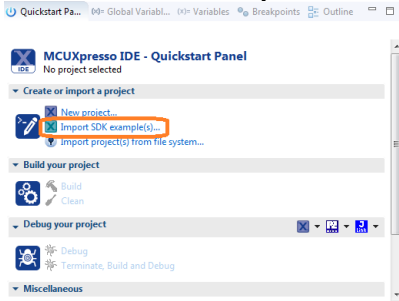 Quickstart Pa... (x)= Global Variabl... (x)= Variables Breakpoints Outline
IDE
MCUXpresso IDE - Quickstart Panel
No project selected
Create or import a project
New project...
Import SDK example(s)...
Import project(s) from file system...
Build your project
Build
Clean
Debug your project
Debug
Terminate, Build and Debug
Miscellaneous